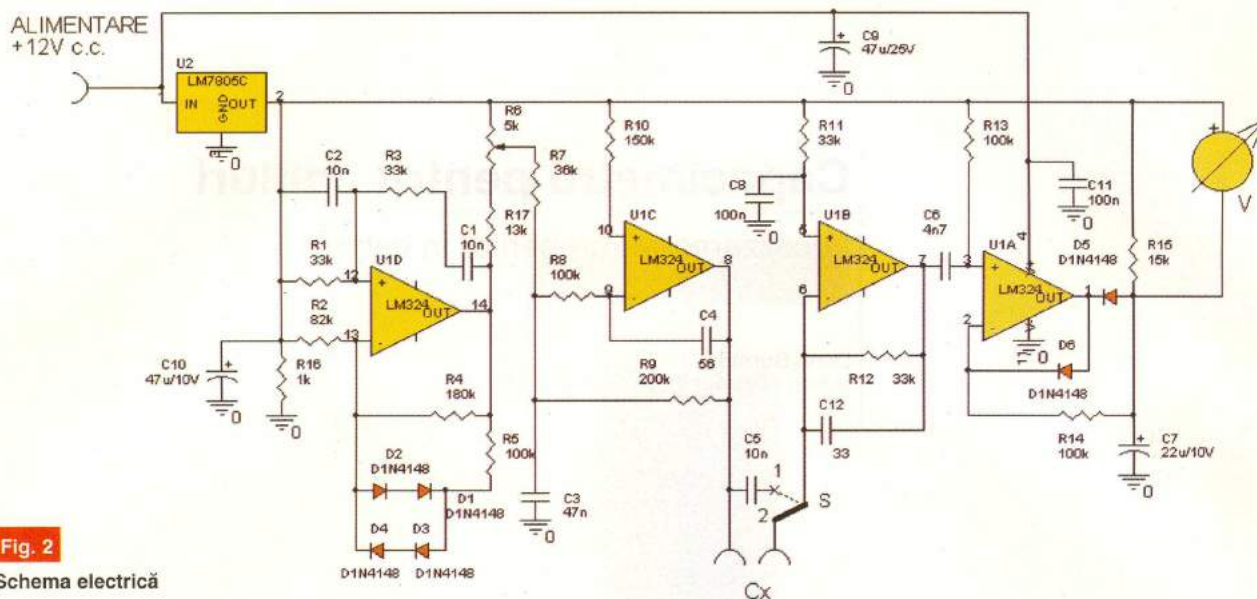 ALIMENTARE
+12V c.c.
U2
LM7805C
IN
GND
OUT
1
2
3
0
C9
47u/25V
0
R6
5k
R10
150k
R11
33k
R13
100k
C2
10n
R3
33k
R7
36k
C8
100n
0
C11
100n
0
V
R17
13k
C1
10n
U1C
U1B
C6
4n7
U1A
D5
D1N4148
R15
15k
R1
33k
R2
82k
12
13
U1D
LM324
OUT
14
R8
100k
10
9
LM324
OUT
8
5
6
LM324
OUT
7
3
2
LM324
OUT
1
4
V+
V-
11
0
C10
47u/10V
0
R16
1k
0
R4
180k
R5
100k
C4
56
R9
200k
R12
33k
C12
33
D6
D1N4148
R14
100k
C7
22u/10V
0
D2
D1N4148
D1
D1N4148
D4
D3
D1N4148
D1N4148
C3
47n
0
C5
10n
1
2
S
Cx
Fig. 2
Schema electrică